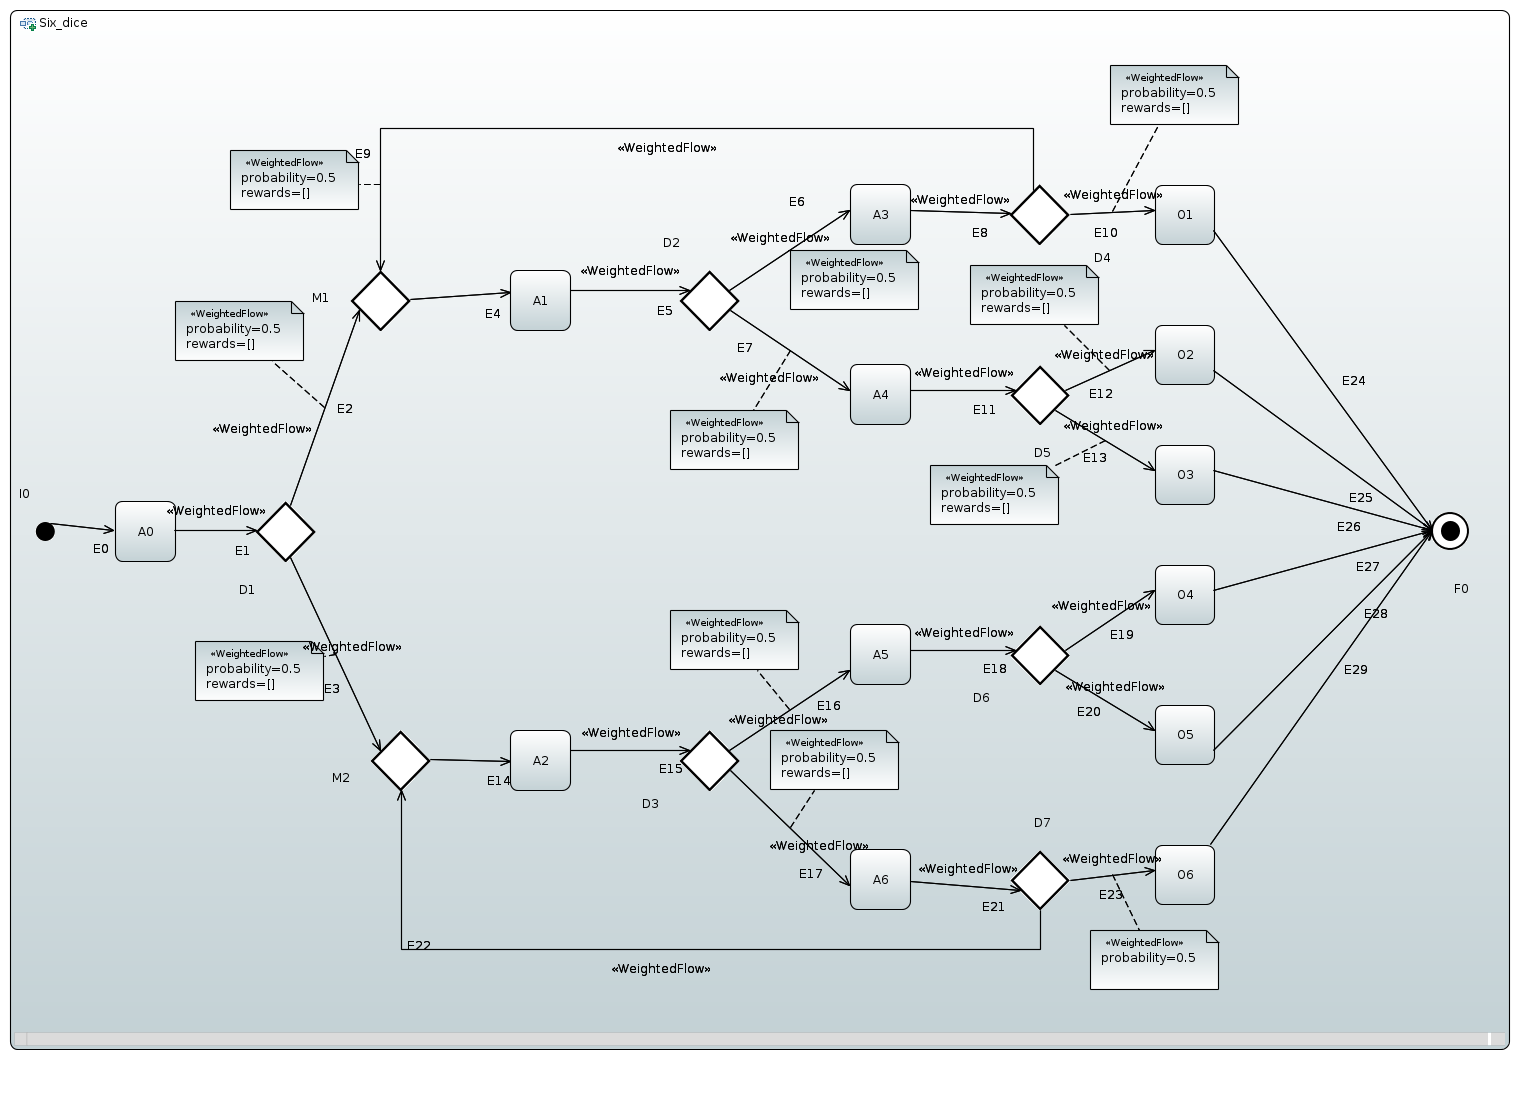 Six_dice
«WeightedFlow»
probability=0.5
rewards=[]
«WeightedFlow»
E9
«WeightedFlow»
probability=0.5
rewards=[]
E6
A3
«WeightedFlow»
E8
«WeightedFlow»
E10
O1
D4
D2
«WeightedFlow»
«WeightedFlow»
probability=0.5
rewards=[]
«WeightedFlow»
probability=0.5
rewards=[]
M1
E4
A1
«WeightedFlow»
E5
«WeightedFlow»
probability=0.5
rewards=[]
E7
«WeightedFlow»
A4
«WeightedFlow»
E11
«WeightedFlow»
E12
O2
E24
E2
«WeightedFlow»
«WeightedFlow»
probability=0.5
rewards=[]
«WeightedFlow»
D5
E13
O3
«WeightedFlow»
probability=0.5
rewards=[]
E25
E26
I0
E0
A0
«WeightedFlow»
E1
D1
E27
F0
«WeightedFlow»
probability=0.5
rewards=[]
«WeightedFlow»
E3
«WeightedFlow»
probability=0.5
rewards=[]
A5
«WeightedFlow»
E18
D6
«WeightedFlow»
E19
O4
E28
E29
«WeightedFlow»
E20
O5
E16
«WeightedFlow»
M2
E14
A2
«WeightedFlow»
E15
D3
«WeightedFlow»
probability=0.5
rewards=[]
«WeightedFlow»
E17
A6
«WeightedFlow»
E21
D7
«WeightedFlow»
E23
O6
«WeightedFlow»
probability=0.5
E22
«WeightedFlow»